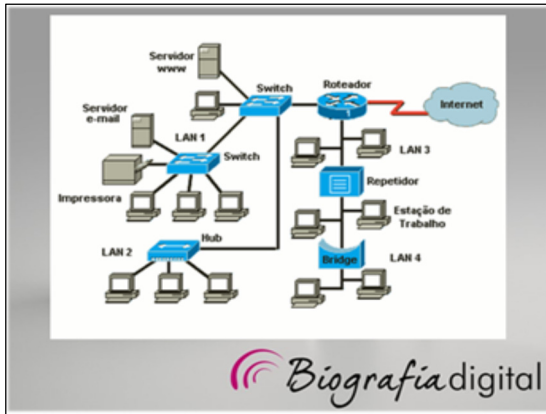 Servidor
www
Switch
Roteador
Internet
Servidor
e-mail
LAN 1
Switch
LAN 3
Impressora
Repetidor
Estação de
Trabalho
LAN 2
Hub
Bridge
LAN 4
Biografia digital